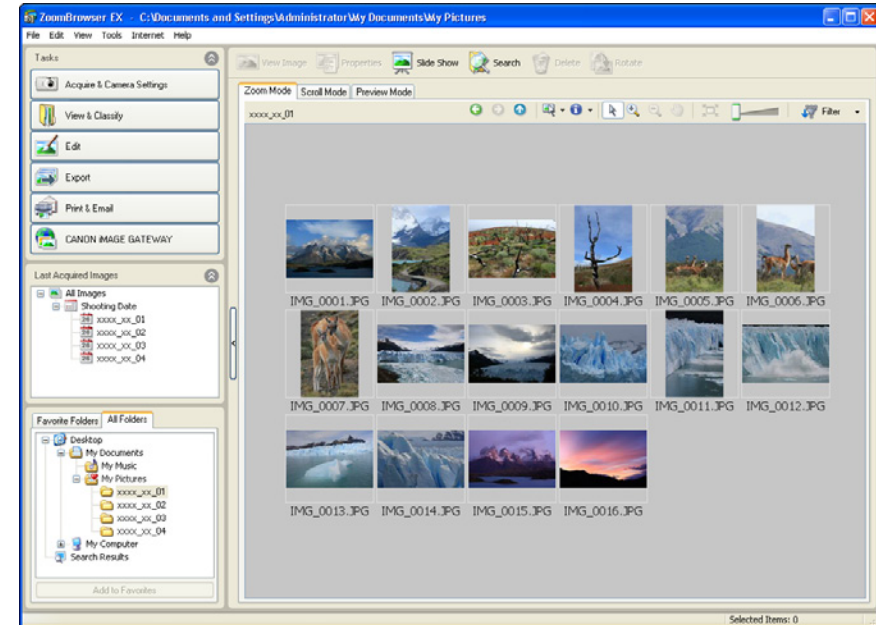 ZoomBrowser EX - C:\Documents and Settings\Administrator\My Documents\My Pictures
File Edit View Tools Internet Help
Tasks
Acquire & Camera Settings
View & Classify
Edit
Export
Print & Email
CANON iMAGE GATEWAY
Last Acquired Images
All Images
Shooting Date
xxxx_xx_01
xxxx_xx_02
xxxx_xx_03
xxxx_xx_04
Favorite Folders All Folders
Desktop
My Documents
My Music
My Pictures
xxxx_xx_01
xxxx_xx_02
xxxx_xx_03
xxxx_xx_04
My Computer
Search Results
Add to Favorites
View Image Properties Slide Show Search Delete Rotate
Zoom Mode Scroll Mode Preview Mode
xxxx_xx_01 Filter
IMG_0001.JPG IMG_0002.JPG IMG_0003.JPG IMG_0004.JPG IMG_0005.JPG IMG_0006.JPG
IMG_0007.JPG IMG_0008.JPG IMG_0009.JPG IMG_0010.JPG IMG_0011.JPG IMG_0012.JPG
IMG_0013.JPG IMG_0014.JPG IMG_0015.JPG IMG_0016.JPG
Selected Items: 0